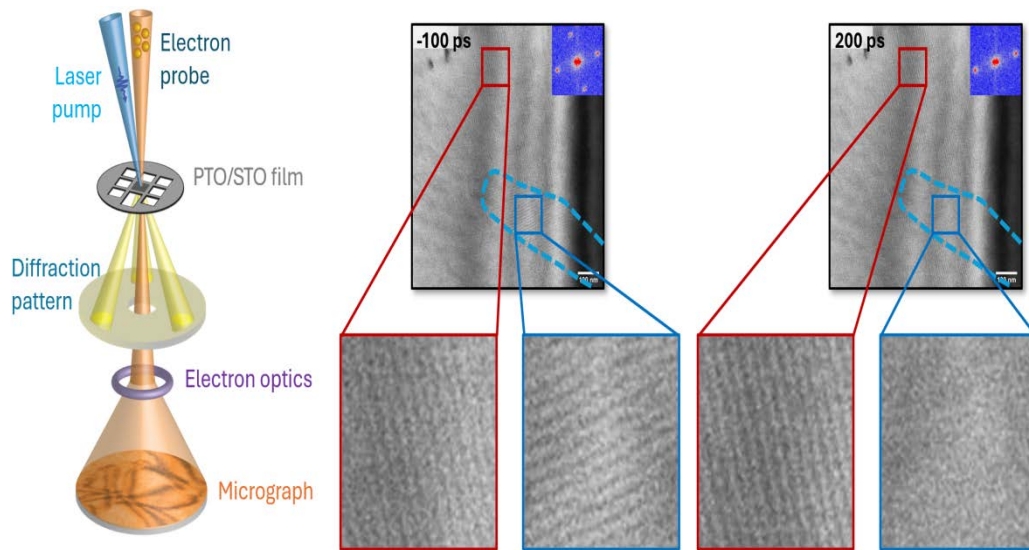 Electron
probe
Laser
pump
PTO/STO film
Diffraction
pattern
Electron optics
Micrograph
-100 ps
100 nm
200 ps
100 nm